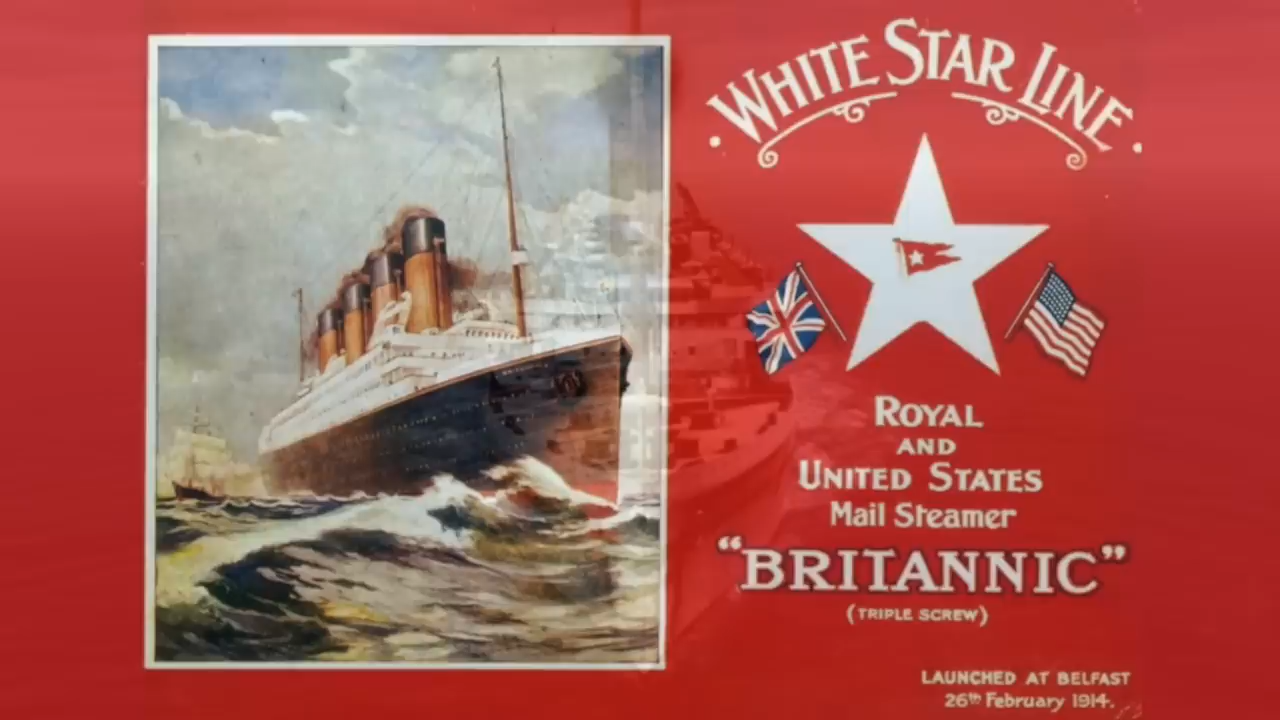 WHITE STAR LINE
ROYAL
AND
UNITED STATES
Mail Steamer
"BRITANNIC"
(TRIPLE SCREW)
LAUNCHED AT BELFAST
26th February 1914.